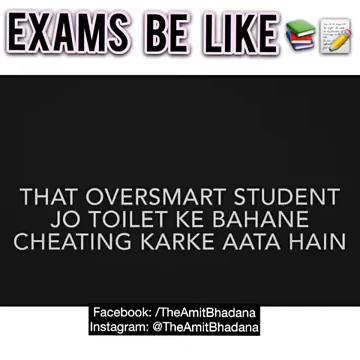 EXAMS BE LIKE📚📝
THAT OVERSMART STUDENT
JO TOILET KE BAHANE
CHEATING KARKE AATA HAIN
Facebook: /TheAmitBhadana
Instagram: @TheAmitBhadana